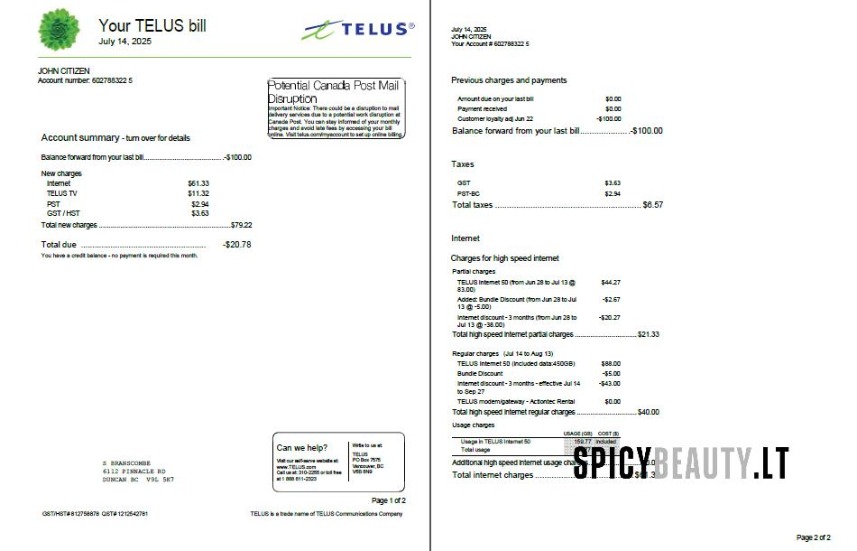 Your TELUS bill
July 14, 2025
TELUS®
JOHN CITIZEN
Account number: 602788322 5
Potential Canada Post Mail
Disruption
Important Notice: There could be a disruption to mail
delivery services due to a potential work disruption at
Canada Post. You can stay informed of your monthly
charges and avoid late fees by accessing your bill
online. Visit telus.com/myaccount to set up online billing.
Account summary - turn over for details
Balance forward from your last bill -$100.00
New charges
Internet $61.33
TELUS TV $11.32
PST $2.94
GST / HST $3.63
Total new charges $79.22
Total due -$20.78
You have a credit balance - no payment is required this month.
S BRANSCOMBE
6112 PINNACLE RD
DUNCAN BC V9L 5K7
Can we help?
Visit our self-serve website at
www.TELUS.com
Call us at: 310-2255 or toll free
at 1 888 811-2323
Write to us at
TELUS
PO Box 7575
Vancouver, BC
V6B 8N9
Page 1 of 2
GST/HST# 812758878 QST# 1212542781
TELUS is a trade name of TELUS Communications Company
July 14, 2025
JOHN CITIZEN
Your Account # 602788322 5
Previous charges and payments
Amount due on your last bill $0.00
Payment received $0.00
Customer loyalty adj Jun 22 -$100.00
Balance forward from your last bill -$100.00
Taxes
GST $3.63
PST-BC $2.94
Total taxes $6.57
Internet
Charges for high speed internet
Partial charges
TELUS Internet 50 (from Jun 28 to Jul 13 @
83.00) $44.27
Added: Bundle Discount (from Jun 28 to Jul
13 @ -5.00) -$2.67
Internet discount - 3 months (from Jun 28 to
Jul 13 @ -38.00) -$20.27
Total high speed internet partial charges $21.33
Regular charges (Jul 14 to Aug 13)
TELUS Internet 50 (included data:450GB) $88.00
Bundle Discount -$5.00
Internet discount - 3 months - effective Jul 14
to Sep 27 -$43.00
TELUS modem/gateway - Actiontec Rental $0.00
Total high speed internet regular charges $40.00
Usage charges
USAGE (GB) COST ($)
Usage in TELUS Internet 50 159.77 included
Total usage
Additional high speed internet usage
Total internet charges
SPICYBEAUTY.LT
Page 2 of 2